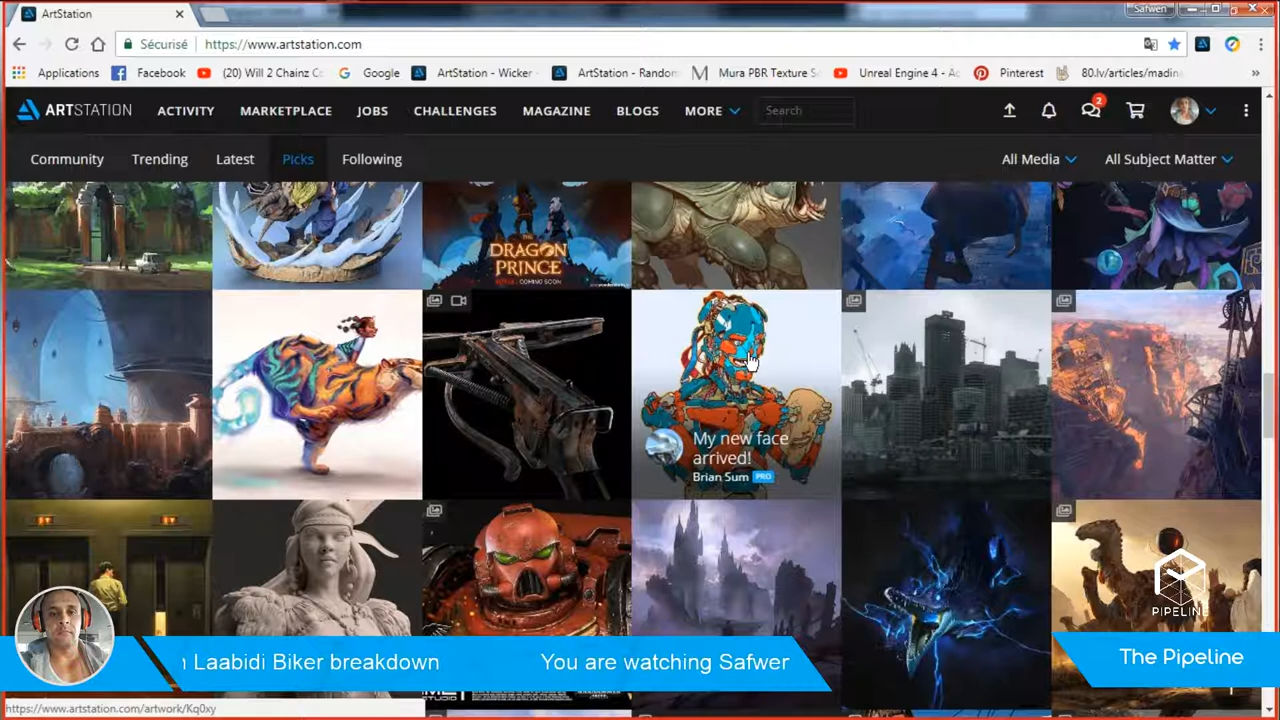 ArtStation
Safwen
Sécurisé https://www.artstation.com
Applications Facebook (20) Will 2 Chainz Google ArtStation - Wicker ArtStation - Random Mura PBR Texture Unreal Engine 4 - Pinterest 80.lv/articles/madin
ARTSTATION ACTIVITY MARKETPLACE JOBS CHALLENGES MAGAZINE BLOGS MORE Search 2
Community Trending Latest Picks Following All Media All Subject Matter
THE
DRAGON
PRINCE
COMING SOON
My new face
arrived!
Brian Sum PRO
PIPELINE
Laabidi Biker breakdown You are watching Safwer
The Pipeline
https://www.artstation.com/artwork/Kq0xy